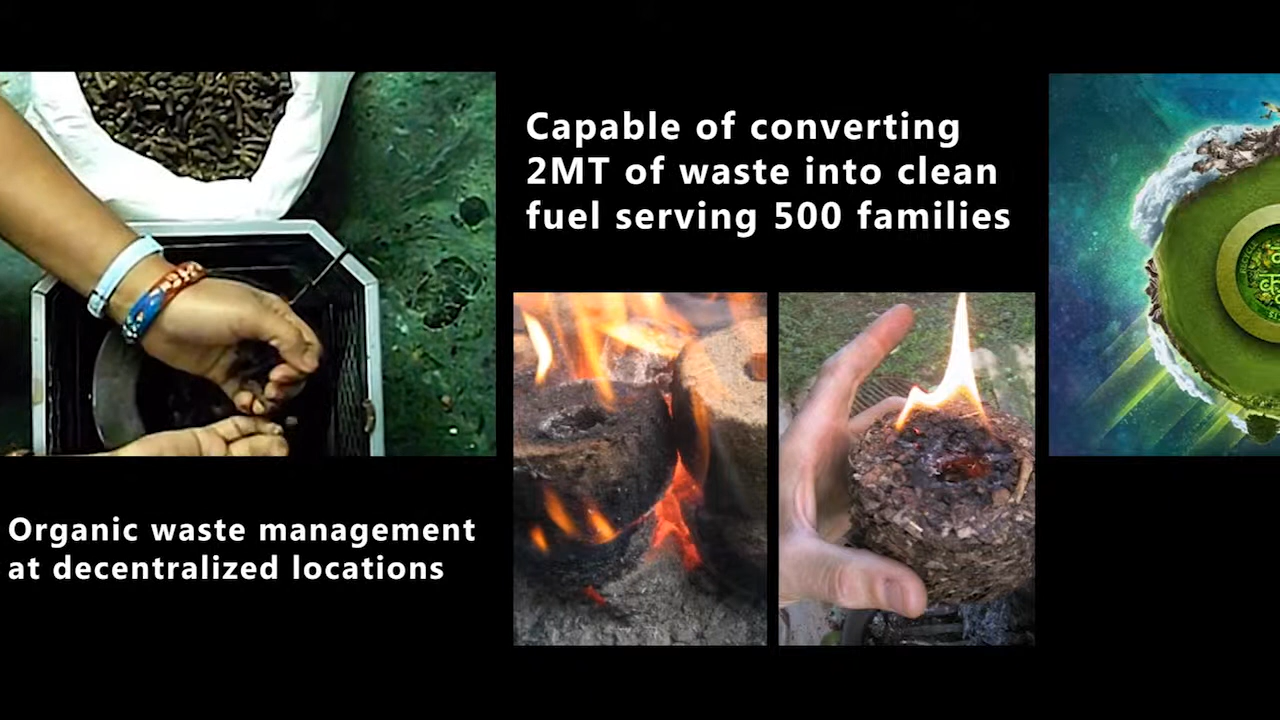 Capable of converting
2MT of waste into clean
fuel serving 500 families
Organic waste management
at decentralized locations